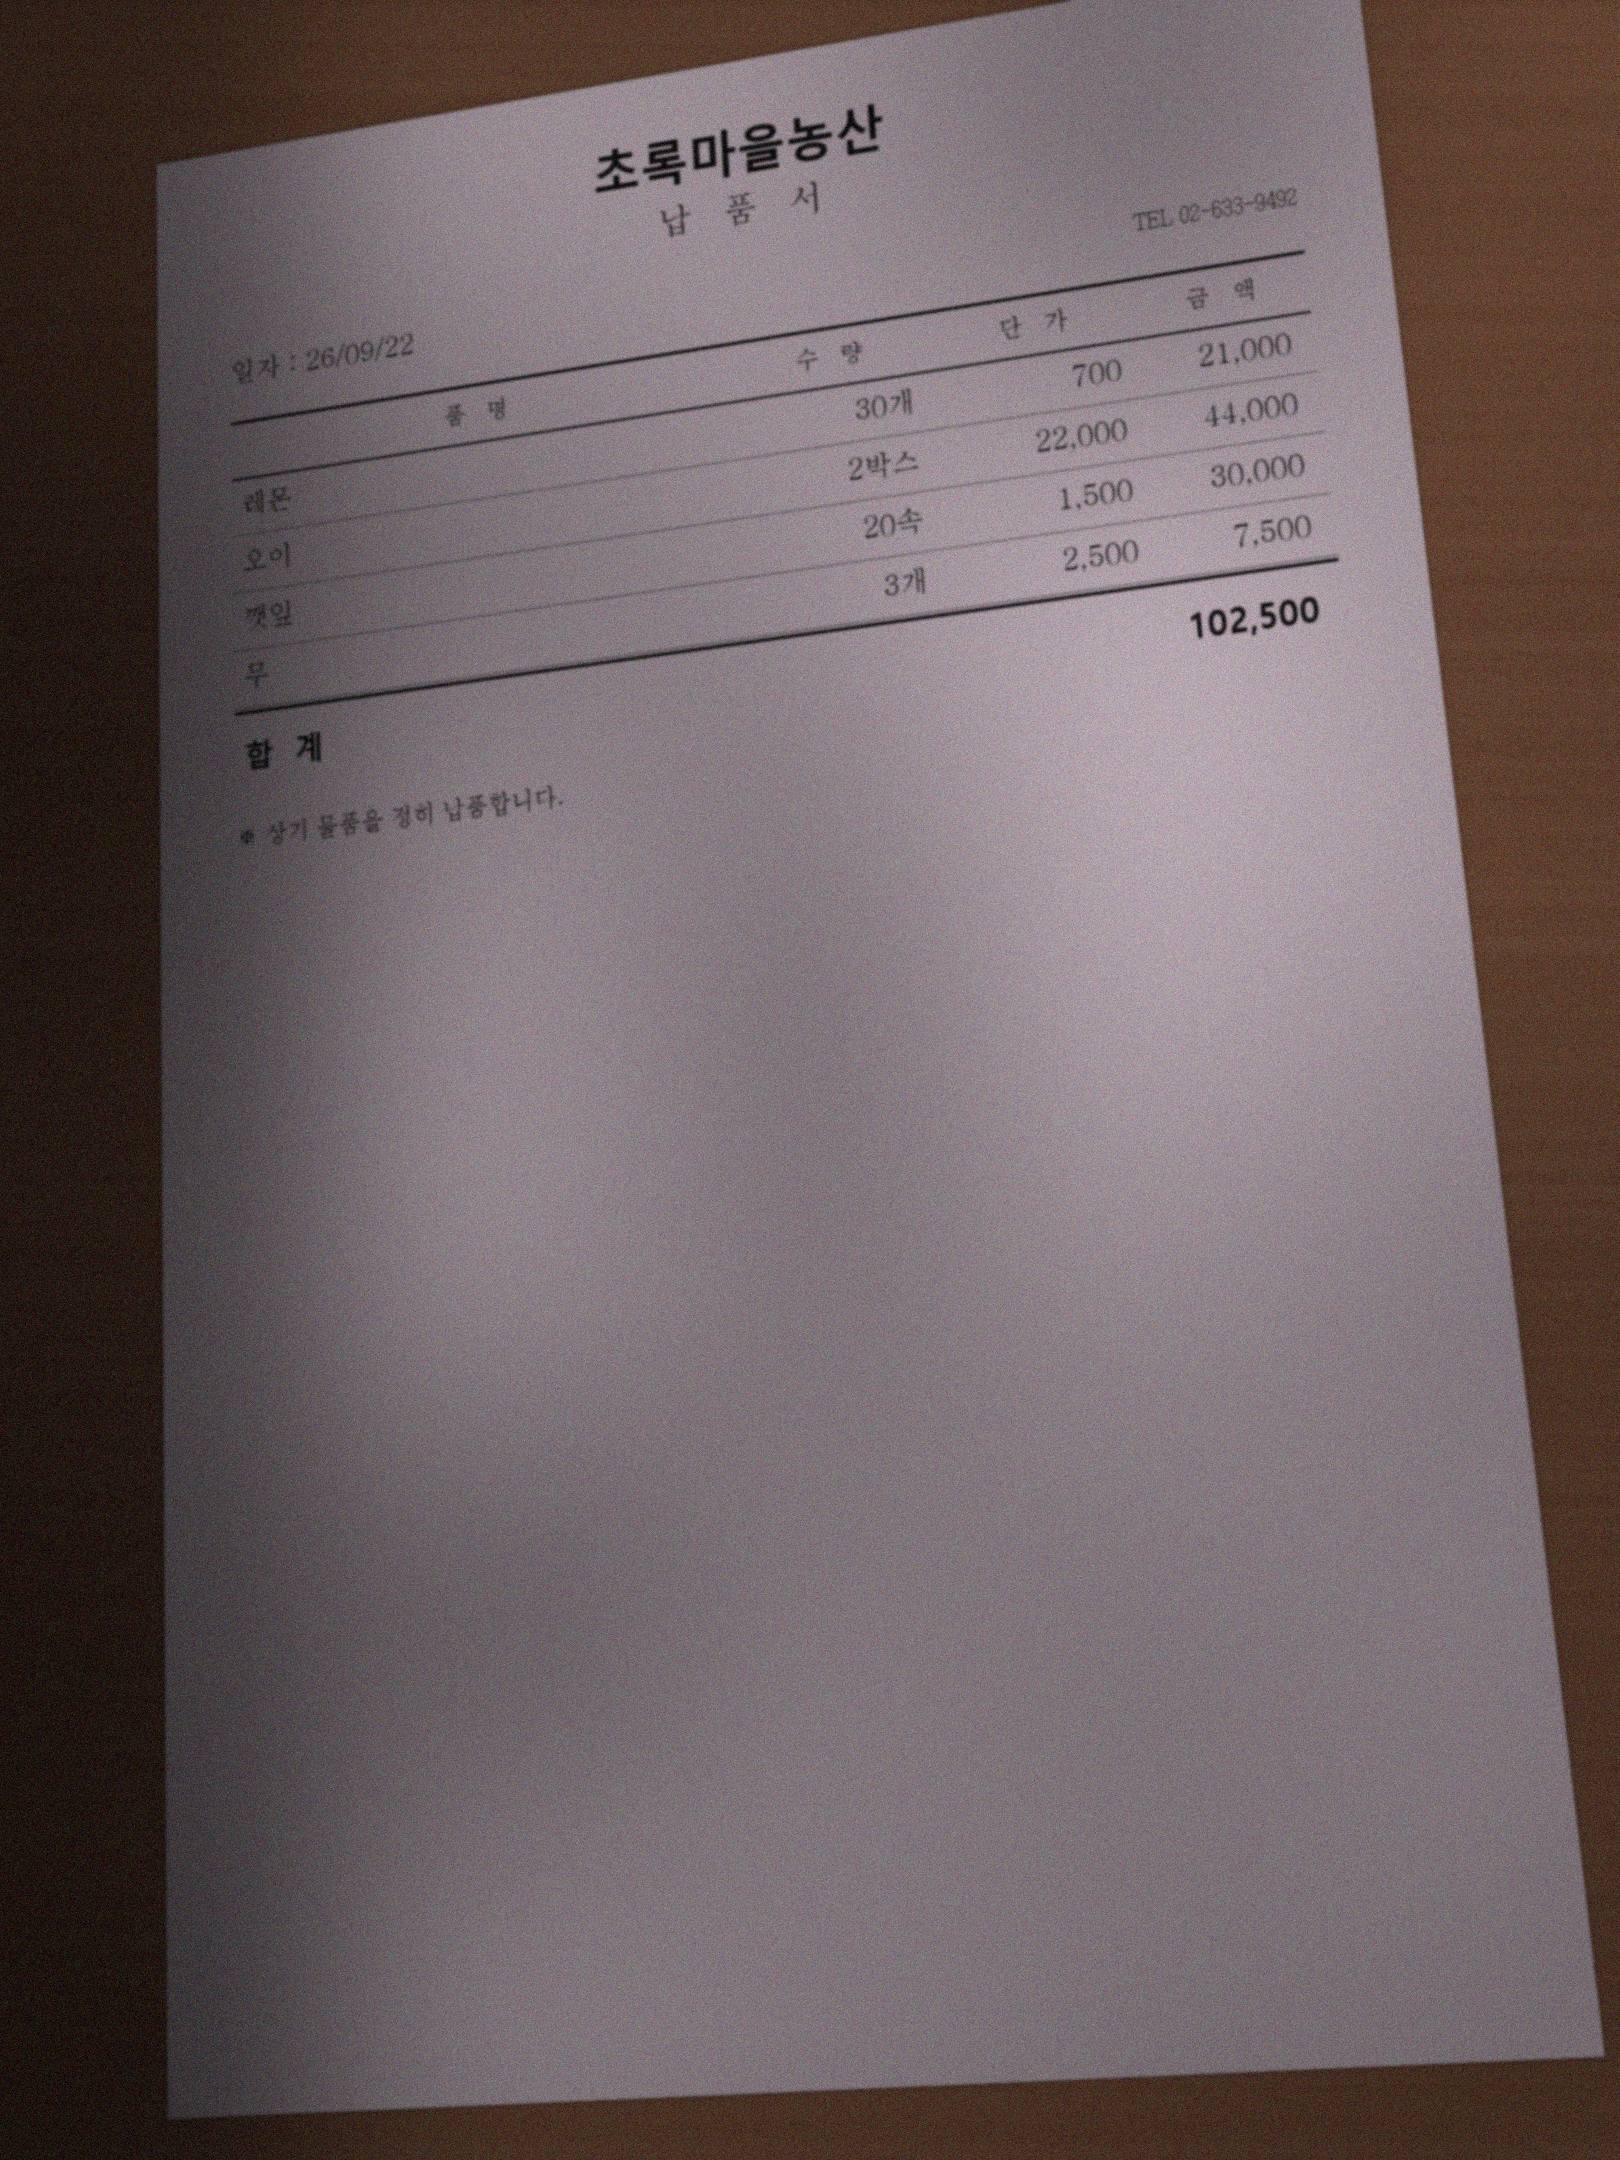 초록마을농산
납 품 서
TEL 02-633-9492
일자 : 26/09/22
품 명 수 량 단 가 금 액
레몬 30개 700 21,000
오이 2박스 22,000 44,000
깻잎 20속 1,500 30,000
무 3개 2,500 7,500
합 계 102,500
※ 상기 물품을 정히 납품합니다.